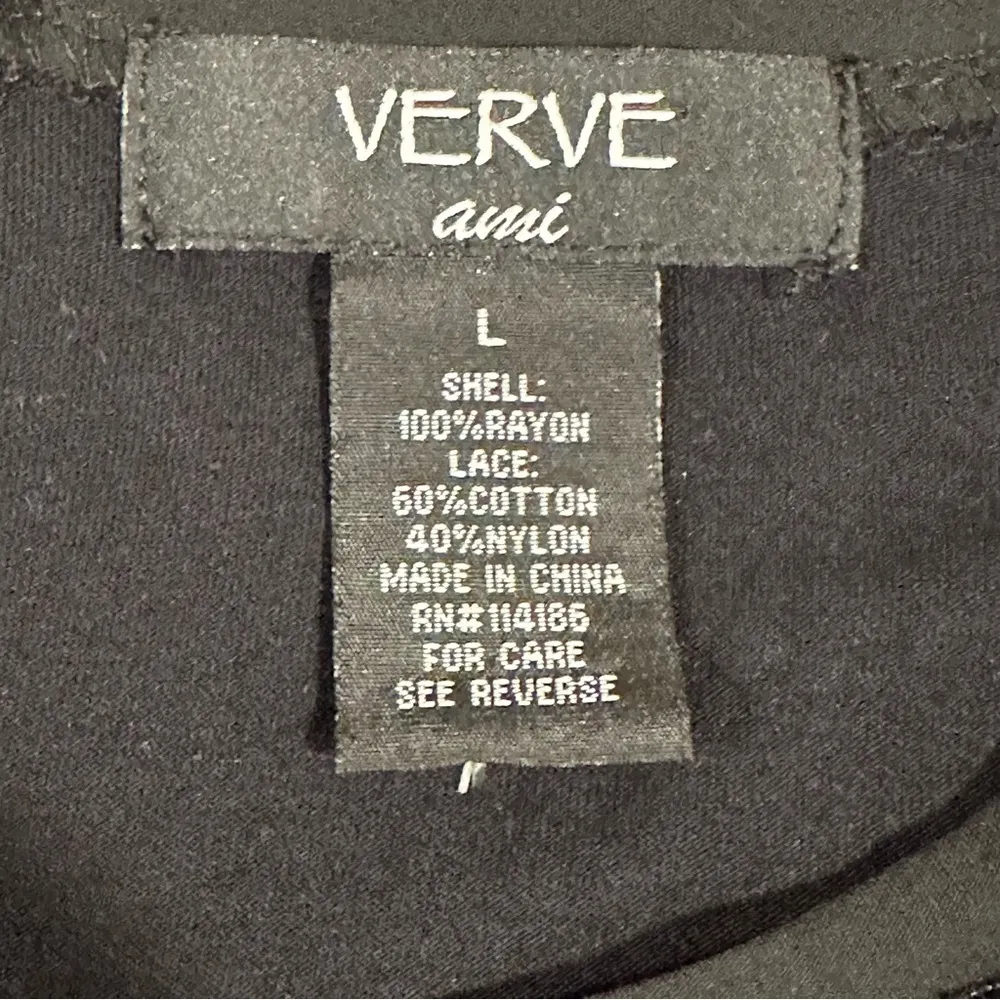 VERVE
ami
L
SHELL:
100%RAYON
LACE:
60%COTTON
40%NYLON
MADE IN CHINA
RN#114186
FOR CARE
SEE REVERSE